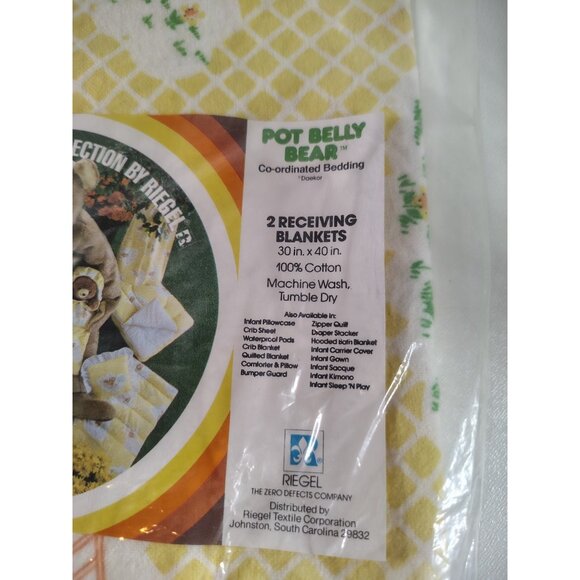 ECTION BY RIEGEL R
POT BELLY
BEAR™
Co-ordinated Bedding
©Daekor
2 RECEIVING
BLANKETS
30 in. x 40 in.
100% Cotton
Machine Wash,
Tumble Dry
Also Available in:
Infant Pillowcase
Crib Sheet
Waterproof Pads
Crib Blanket
Quilted Blanket
Comforter & Pillow
Bumper Guard
Zipper Quilt
Diaper Stacker
Hooded Bath Blanket
Infant Carrier Cover
Infant Gown
Infant Sacque
Infant Kimono
Infant Sleep 'N Play
®
RIEGEL
THE ZERO DEFECTS COMPANY
Distributed by
Riegel Textile Corporation
Johnston, South Carolina 29832